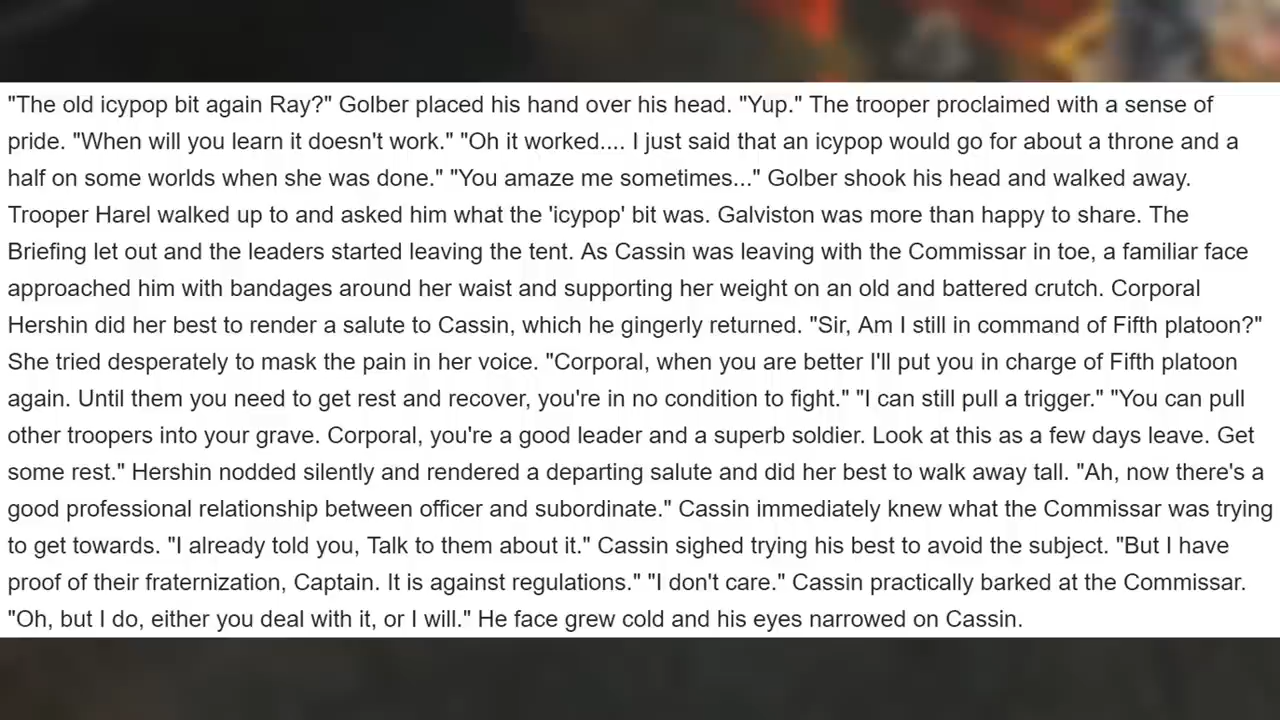 "The old icypop bit again Ray?" Golber placed his hand over his head. "Yup." The trooper proclaimed with a sense of
pride. "When will you learn it doesn't work." "Oh it worked.... I just said that an icypop would go for about a throne and a
half on some worlds when she was done." "You amaze me sometimes..." Golber shook his head and walked away.
Trooper Harel walked up to and asked him what the 'icypop' bit was. Galviston was more than happy to share. The
Briefing let out and the leaders started leaving the tent. As Cassin was leaving with the Commissar in toe, a familiar face
approached him with bandages around her waist and supporting her weight on an old and battered crutch. Corporal
Hershin did her best to render a salute to Cassin, which he gingerly returned. "Sir, Am I still in command of Fifth platoon?"
She tried desperately to mask the pain in her voice. "Corporal, when you are better I'll put you in charge of Fifth platoon
again. Until them you need to get rest and recover, you're in no condition to fight." "I can still pull a trigger." "You can pull
other troopers into your grave. Corporal, you're a good leader and a superb soldier. Look at this as a few days leave. Get
some rest." Hershin nodded silently and rendered a departing salute and did her best to walk away tall. "Ah, now there's a
good professional relationship between officer and subordinate." Cassin immediately knew what the Commissar was trying
to get towards. "I already told you, Talk to them about it." Cassin sighed trying his best to avoid the subject. "But I have
proof of their fraternization, Captain. It is against regulations." "I don't care." Cassin practically barked at the Commissar.
"Oh, but I do, either you deal with it, or I will." He face grew cold and his eyes narrowed on Cassin.